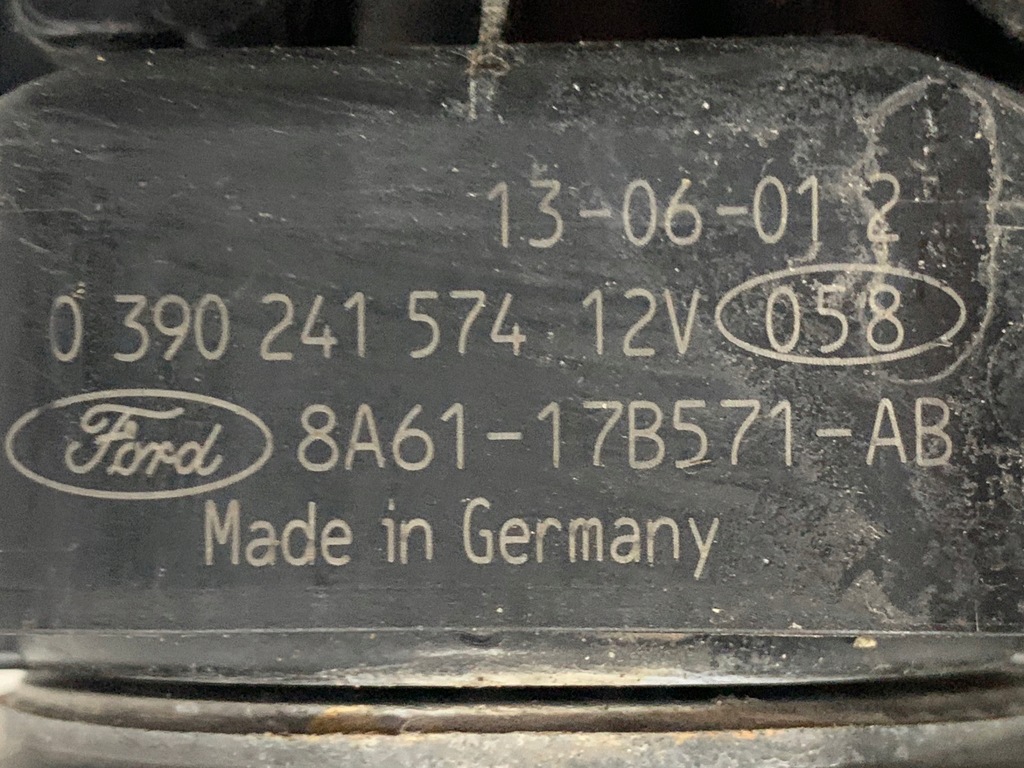 13-06-01 2
0 390 241 574 12V 058
Ford 8A61-17B571-AB
Made in Germany